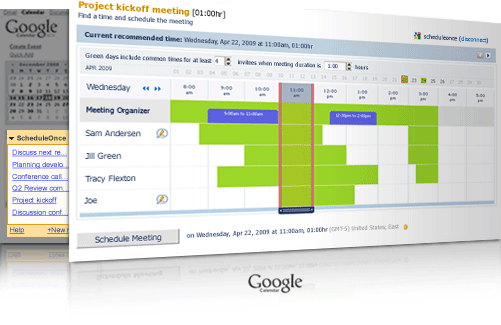 Gmail Calendar Documents
Google
Calendar
Create Event
Quick Add
December 2008
ScheduleOnce
Discuss next re...
Planning develo...
Conference call...
Q2 Review com...
Project kickoff
Discussion conf...
Help +New m
Project kickoff meeting [01:00hr]
Find a time and schedule the meeting
Current recommended time: Wednesday, Apr 22, 2009 at 11:00am, 01:00hr
scheduleonce (disconnect)
Green days include common times for at least 4 invitees when meeting duration is 1:00 hours
APR 2009
Wednesday 8:00 am 9:00 am 10:00 am 11:00 am 12:00 pm 1:00 pm 2:00 pm 3:00 pm 4:00 pm 5:00 pm
Meeting Organizer 9:00am to 11:00am 12:30pm to 2:00pm
Sam Andersen
Jill Green
Tracy Flexton
Joe
Schedule Meeting on Wednesday, Apr 22, 2009 at 11:00am, 01:00hr (GMT-5) United States, East
Google
Calendar